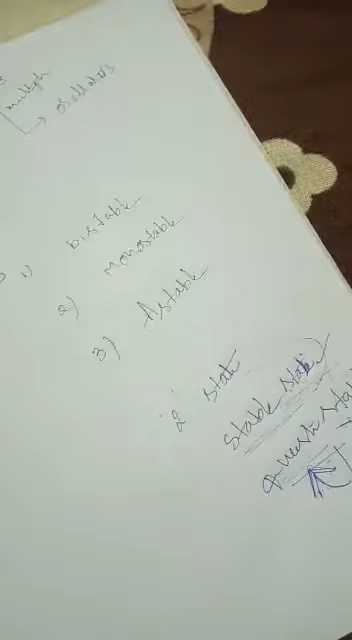 multiple
→ oscillators
1) bistable
2) monostable
3) Astable
2 state
stable state